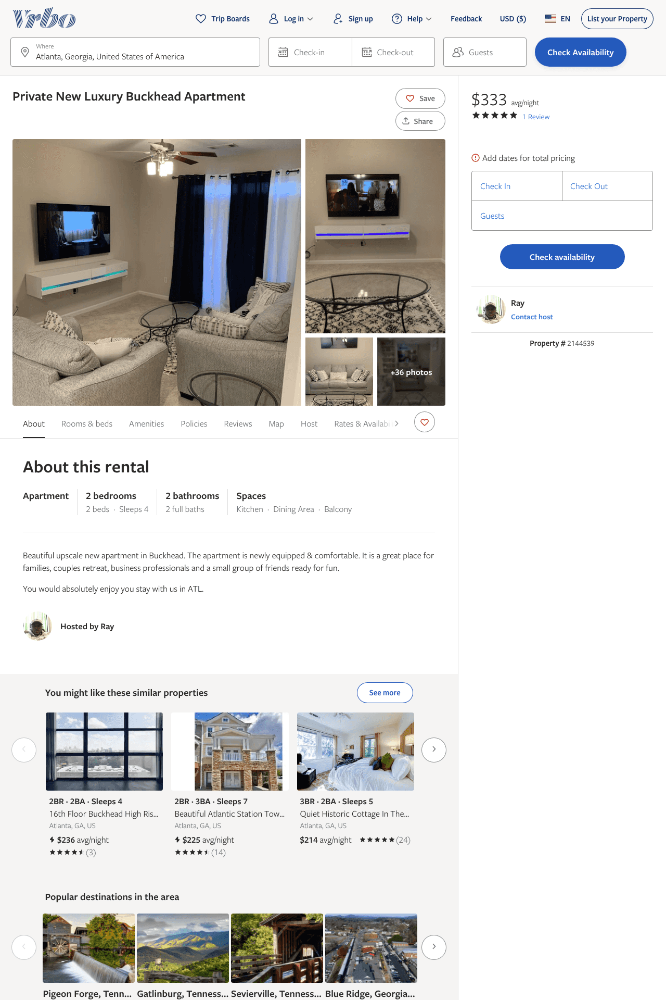 Vrbo
Trip Boards
Log in
Sign up
Help
Feedback
USD ($)
EN
List your Property
Where
Atlanta, Georgia, United States of America
Check-in
Check-out
Guests
Check Availability
Private New Luxury Buckhead Apartment
Save
Share
+36 photos
$333 avg/night
1 Review
Add dates for total pricing
Check In
Check Out
Guests
Check availability
Ray
Contact host
Property # 2144539
About
Rooms & beds
Amenities
Policies
Reviews
Map
Host
Rates & Availabili
About this rental
Apartment
2 bedrooms
2 beds · Sleeps 4
2 bathrooms
2 full baths
Spaces
Kitchen · Dining Area · Balcony
Beautiful upscale new apartment in Buckhead. The apartment is newly equipped & comfortable. It is a great place for
families, couples retreat, business professionals and a small group of friends ready for fun.
You would absolutely enjoy you stay with us in ATL.
Hosted by Ray
You might like these similar properties
See more
2BR · 2BA · Sleeps 4
16th Floor Buckhead High Ris...
Atlanta, GA, US
$236 avg/night
(3)
2BR · 3BA · Sleeps 7
Beautiful Atlantic Station Tow...
Atlanta, GA, US
$225 avg/night
(14)
3BR · 2BA · Sleeps 5
Quiet Historic Cottage In The...
Atlanta, GA, US
$214 avg/night
(24)
Popular destinations in the area
Pigeon Forge, Tenn...
Gatlinburg, Tenness...
Sevierville, Tenness...
Blue Ridge, Georgia...